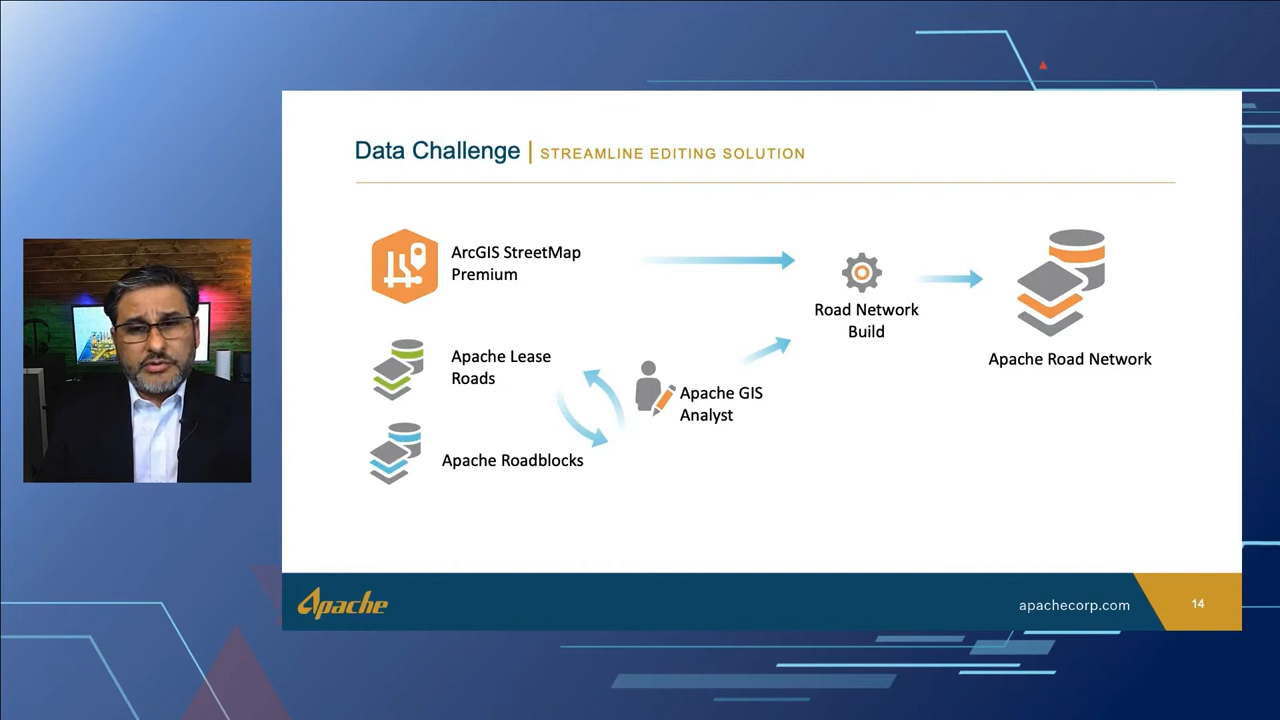 Data Challenge | STREAMLINE EDITING SOLUTION
ArcGIS StreetMap
Premium
Apache Lease
Roads
Apache Roadblocks
Apache GIS
Analyst
Road Network
Build
Apache Road Network
Apache
apachecorp.com
14